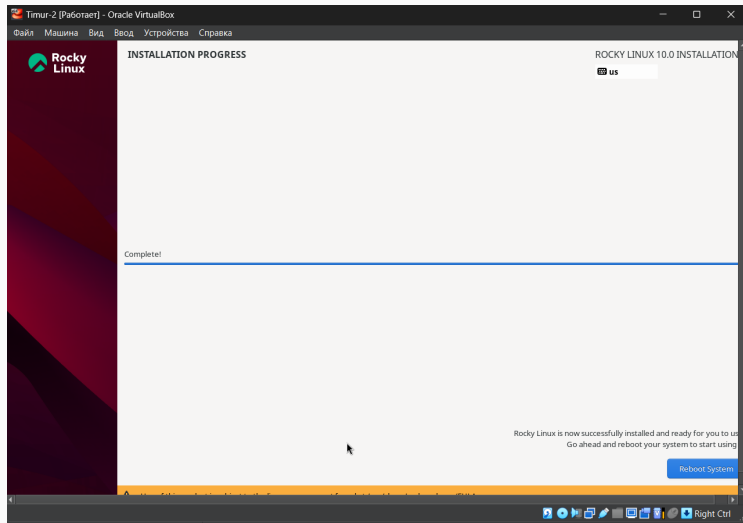 Timur-2 [Работает] - Oracle VirtualBox
Файл Машина Вид Ввод Устройства Справка
Rocky Linux
INSTALLATION PROGRESS
ROCKY LINUX 10.0 INSTALLATION
us
Complete!
Rocky Linux is now successfully installed and ready for you to us
Go ahead and reboot your system to start using
Reboot System
Right Ctrl